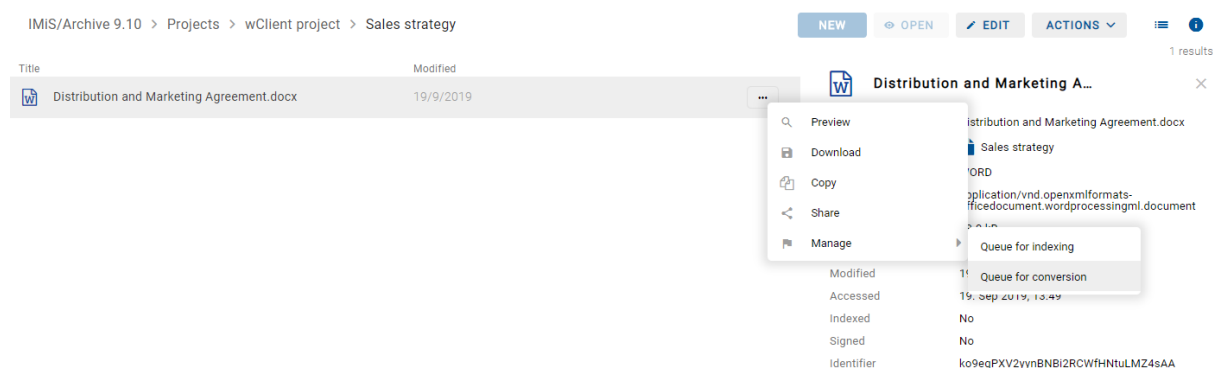 IMiS/Archive 9.10 > Projects > wClient project > Sales strategy
NEW OPEN EDIT ACTIONS
1 results
Title Modified
Distribution and Marketing Agreement.docx 19/9/2019
Distribution and Marketing A...
Preview
Download
Copy
Share
Manage
istribution and Marketing Agreement.docx
Sales strategy
pplication/vnd.openxmlformats-
fficedocument.wordprocessingml.document
Queue for indexing
Queue for conversion
Modified
Accessed 19. Sep 2019, 13:49
Indexed No
Signed No
Identifier ko9eqPXV2yynBNBi2RCWfHNtuLMZ4sAA